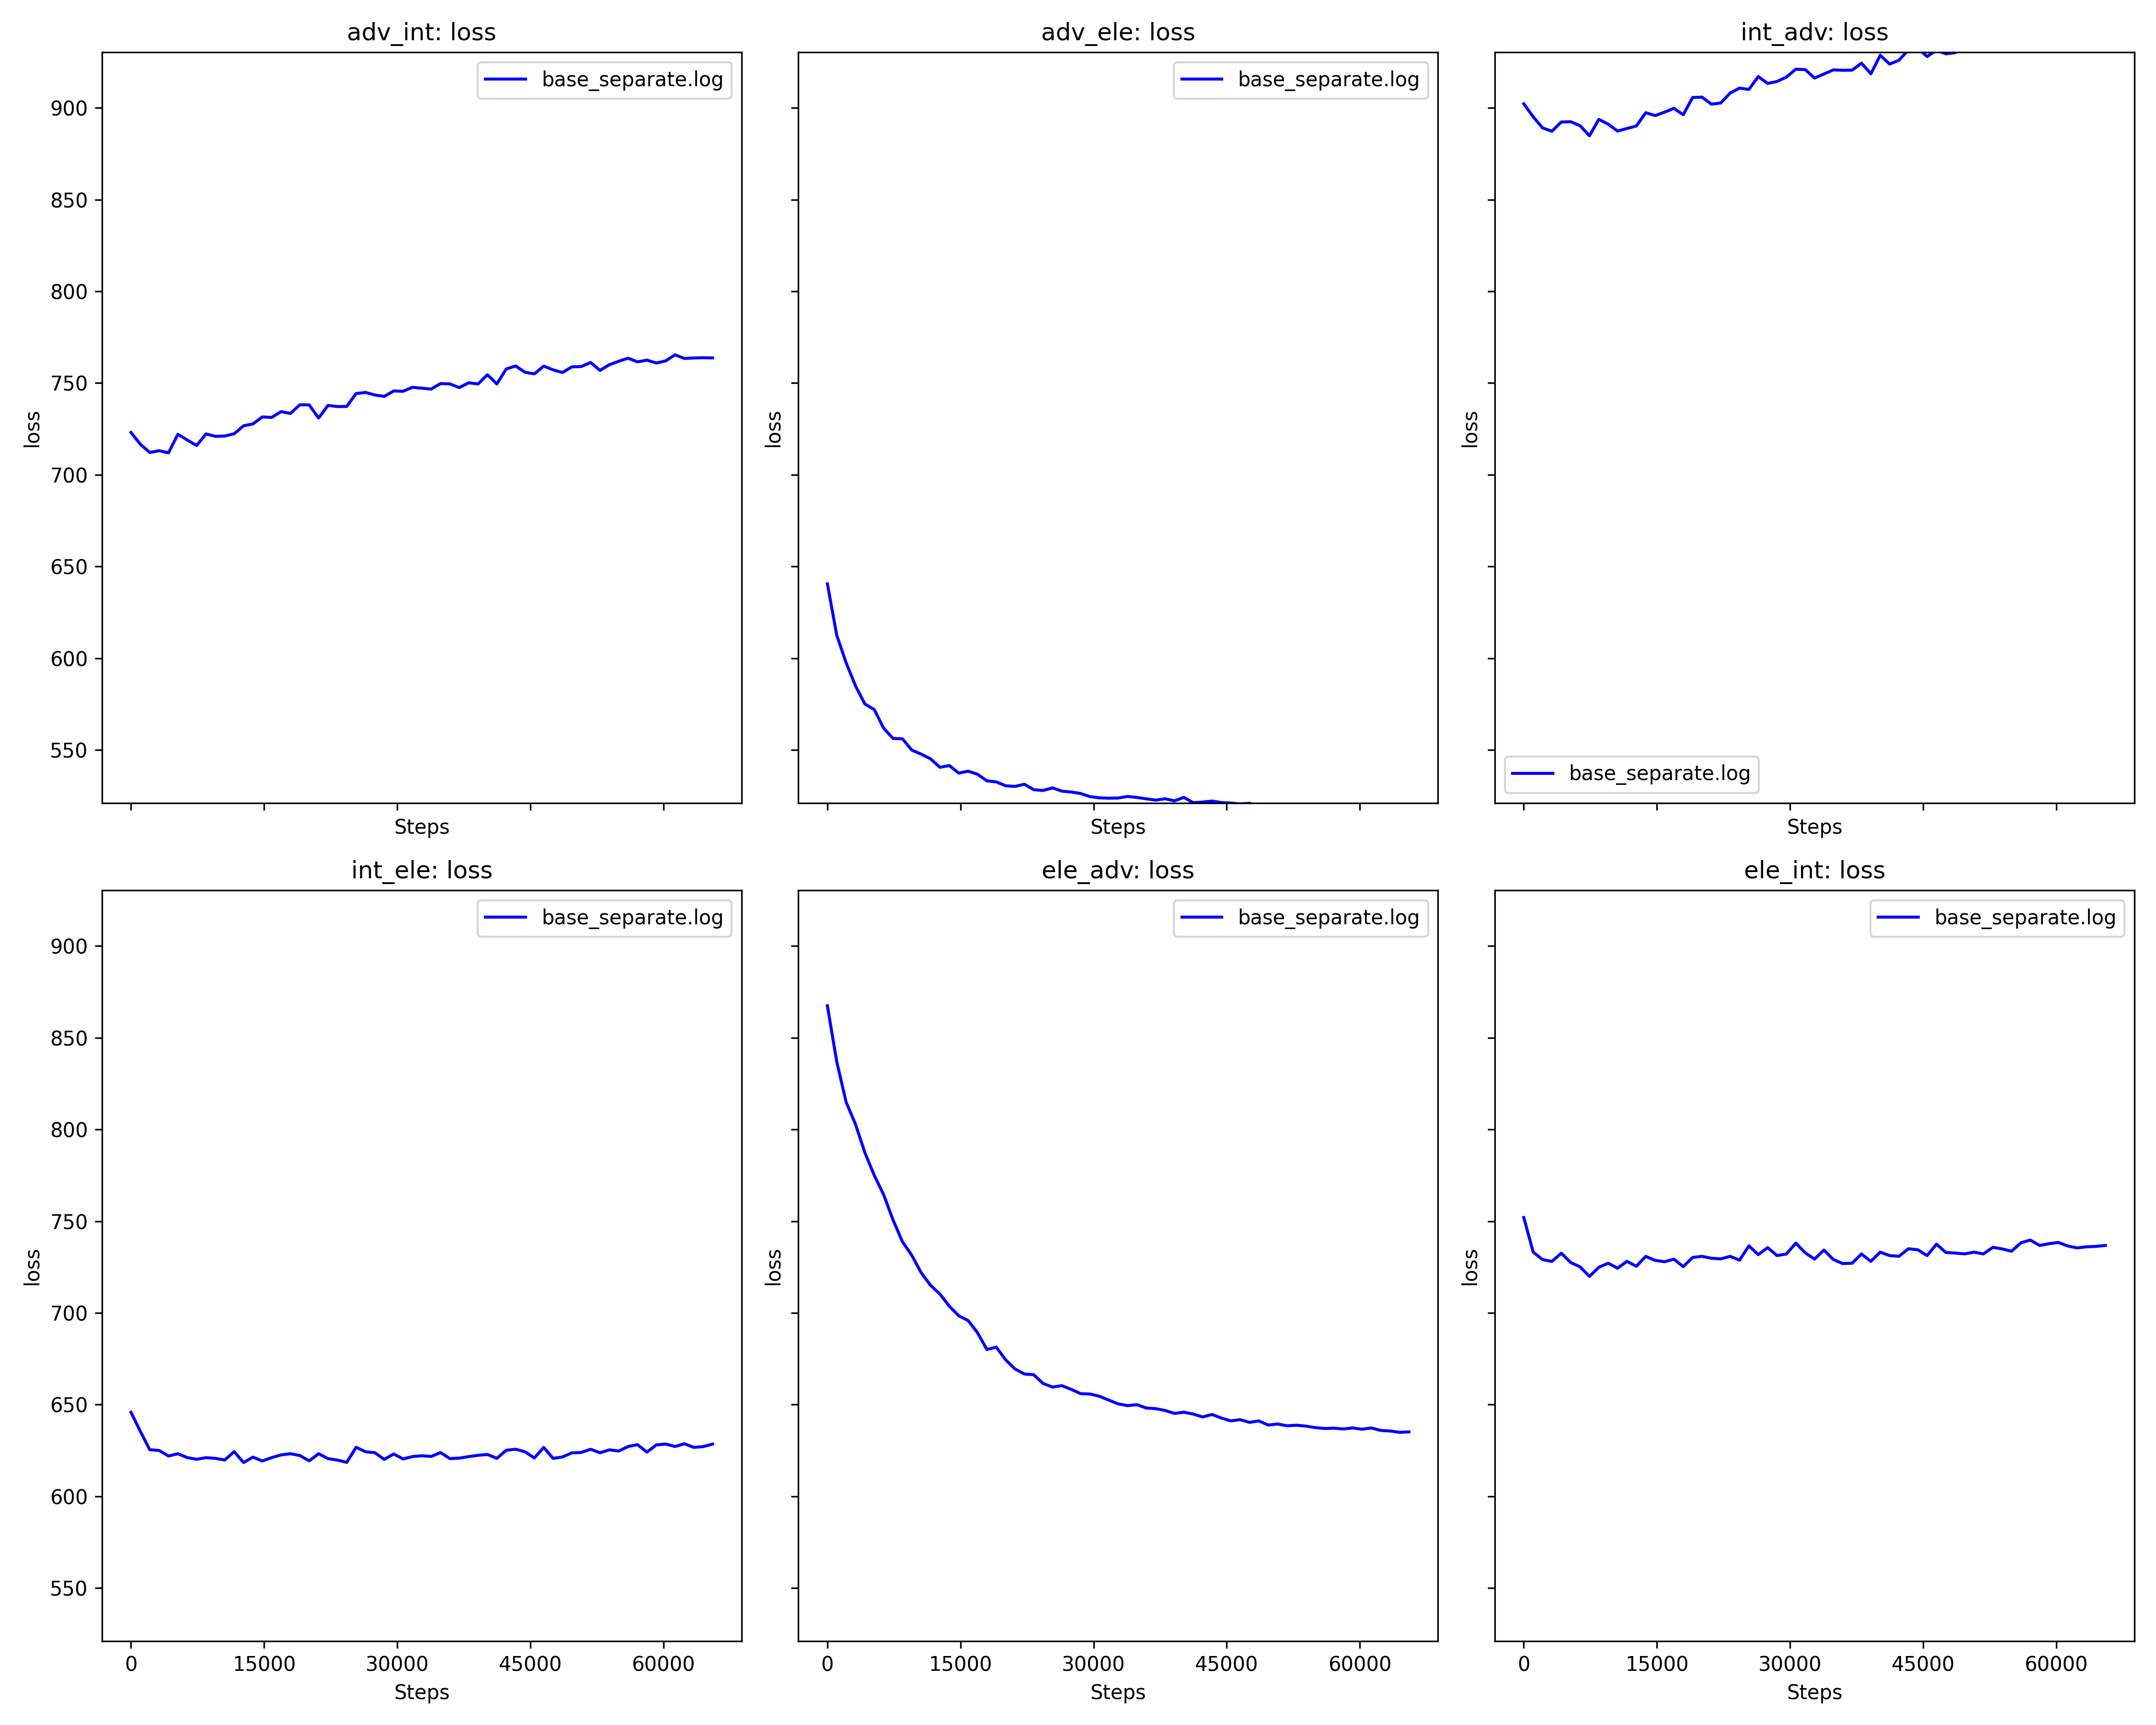 adv_int: loss
base_separate.log
900
850
800
750
700
650
600
550
loss
Steps
adv_ele: loss
base_separate.log
loss
Steps
int_adv: loss
base_separate.log
loss
Steps
int_ele: loss
base_separate.log
900
850
800
750
700
650
600
550
loss
0 15000 30000 45000 60000
Steps
ele_adv: loss
base_separate.log
loss
0 15000 30000 45000 60000
Steps
ele_int: loss
base_separate.log
loss
0 15000 30000 45000 60000
Steps